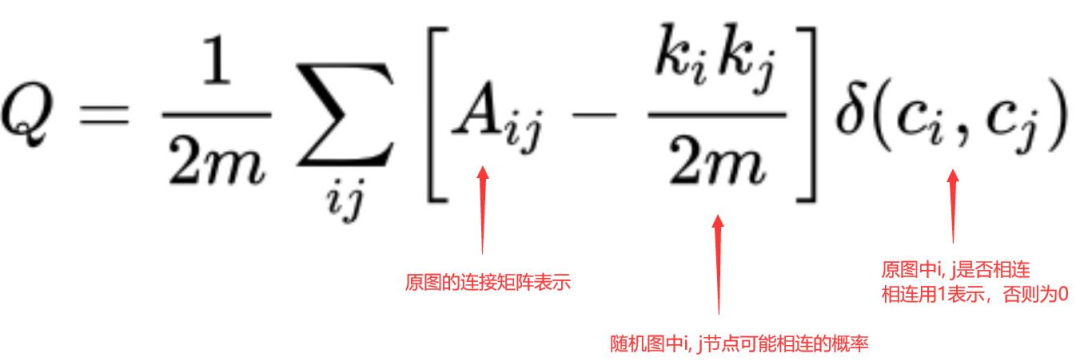 Q = \frac{1}{2m} \sum_{ij} \left[ A_{ij} - \frac{k_i k_j}{2m} \right] \delta(c_i, c_j)
原图的连接矩阵表示
原图中i, j是否相连
相连用1表示，否则为0
随机图中i, j节点可能相连的概率